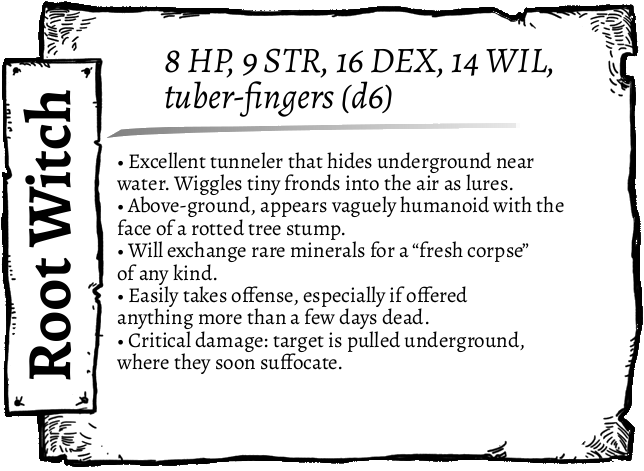 Root Witch
8 HP, 9 STR, 16 DEX, 14 WIL,
tuber-fingers (d6)
• Excellent tunneler that hides underground near
water. Wiggles tiny fronds into the air as lures.
• Above-ground, appears vaguely humanoid with the
face of a rotted tree stump.
• Will exchange rare minerals for a “fresh corpse”
of any kind.
• Easily takes offense, especially if offered
anything more than a few days dead.
• Critical damage: target is pulled underground,
where they soon suffocate.